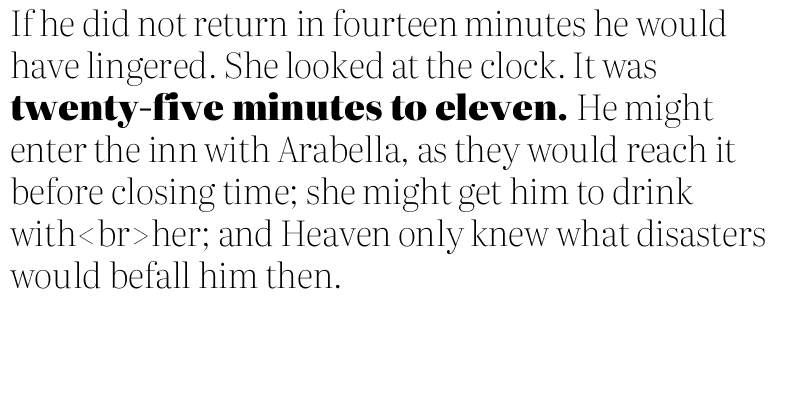 If he did not return in fourteen minutes he would
have lingered. She looked at the clock. It was
twenty-five minutes to eleven. He might
enter the inn with Arabella, as they would reach it
before closing time; she might get him to drink
with<br>her; and Heaven only knew what disasters
would befall him then.